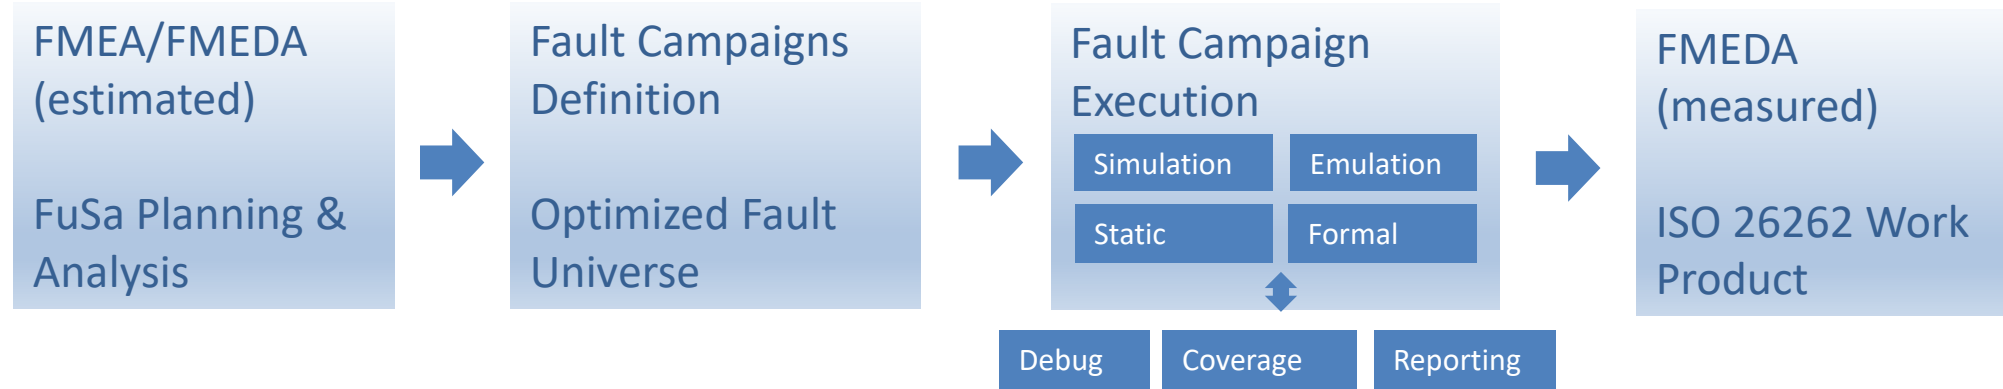 FMEA/FMEDA
(estimated)
FuSa Planning &
Analysis
Fault Campaigns
Definition
Optimized Fault
Universe
Fault Campaign
Execution
Simulation
Emulation
Static
Formal
Debug
Coverage
Reporting
FMEDA
(measured)
ISO 26262 Work
Product